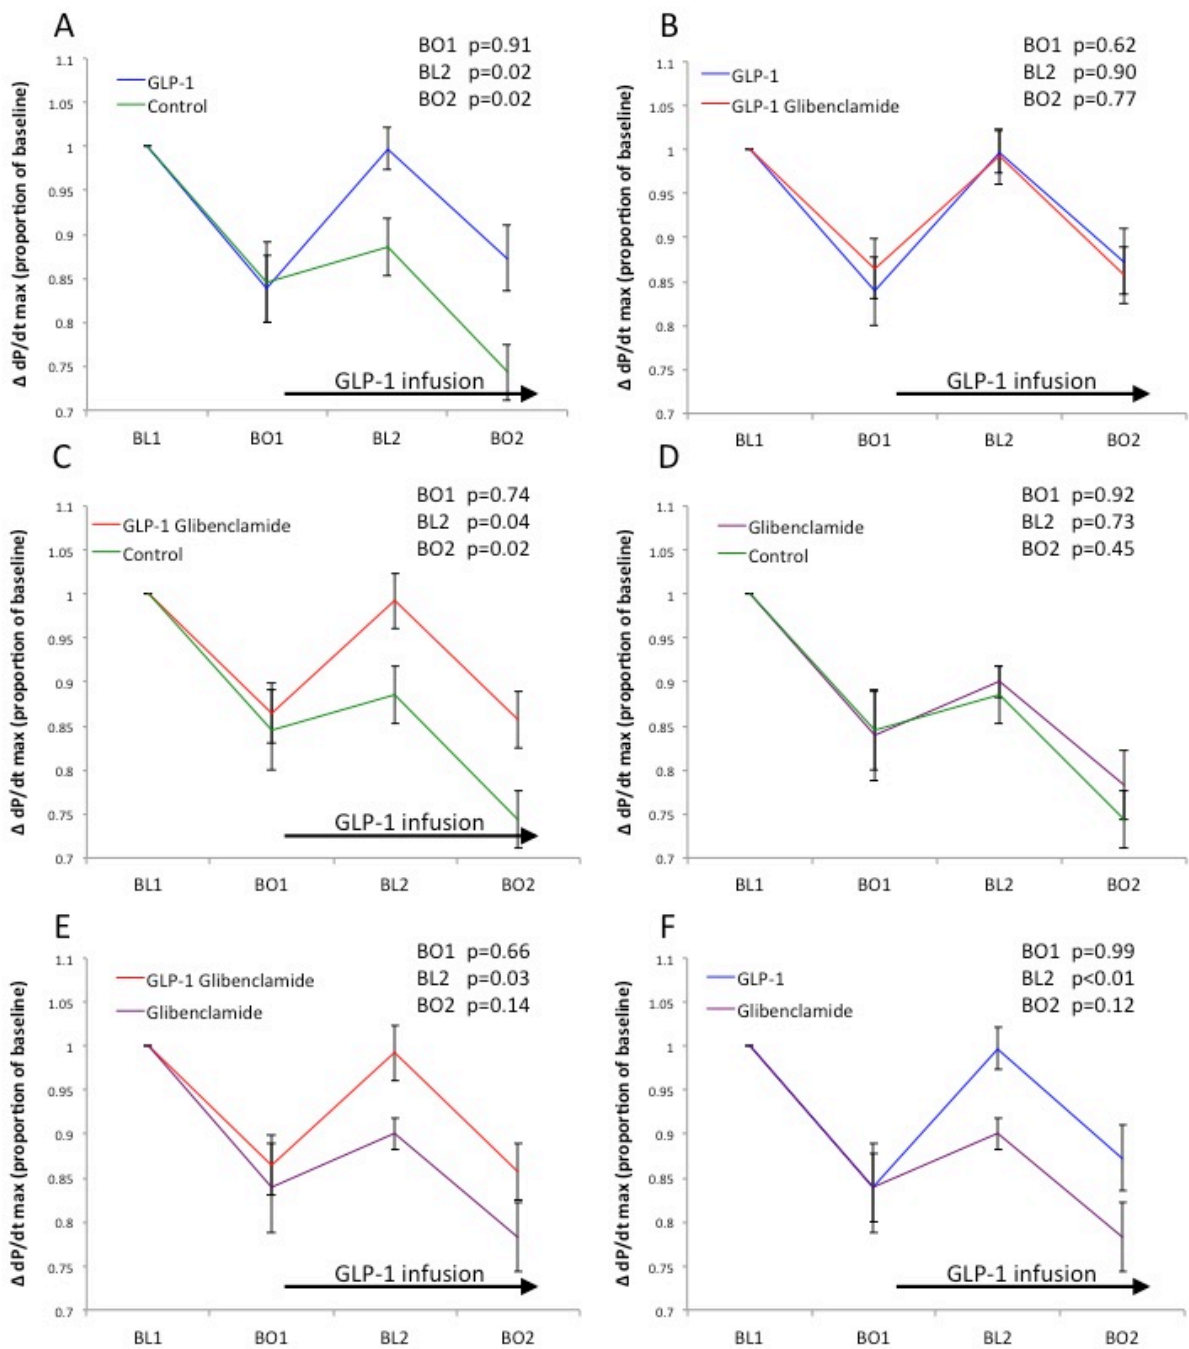 A
BO1 p=0.91
BL2 p=0.02
BO2 p=0.02
GLP-1
Control
Δ dP/dt max (proportion of baseline)
1.1
1.05
1
0.95
0.9
0.85
0.8
0.75
0.7
GLP-1 infusion
BL1 BO1 BL2 BO2
B
BO1 p=0.62
BL2 p=0.90
BO2 p=0.77
GLP-1
GLP-1 Glibenclamide
Δ dP/dt max (proportion of baseline)
1.1
1.05
1
0.95
0.9
0.85
0.8
0.75
0.7
GLP-1 infusion
BL1 BO1 BL2 BO2
C
BO1 p=0.74
BL2 p=0.04
BO2 p=0.02
GLP-1 Glibenclamide
Control
Δ dP/dt max (proportion of baseline)
1.1
1.05
1
0.95
0.9
0.85
0.8
0.75
0.7
GLP-1 infusion
BL1 BO1 BL2 BO2
D
BO1 p=0.92
BL2 p=0.73
BO2 p=0.45
Glibenclamide
Control
Δ dP/dt max (proportion of baseline)
1.1
1.05
1
0.95
0.9
0.85
0.8
0.75
0.7
BL1 BO1 BL2 BO2
E
BO1 p=0.66
BL2 p=0.03
BO2 p=0.14
GLP-1 Glibenclamide
Glibenclamide
Δ dP/dt max (proportion of baseline)
1.1
1.05
1
0.95
0.9
0.85
0.8
0.75
0.7
GLP-1 infusion
BL1 BO1 BL2 BO2
F
BO1 p=0.99
BL2 p<0.01
BO2 p=0.12
GLP-1
Glibenclamide
Δ dP/dt max (proportion of baseline)
1.1
1.05
1
0.95
0.9
0.85
0.8
0.75
0.7
GLP-1 infusion
BL1 BO1 BL2 BO2